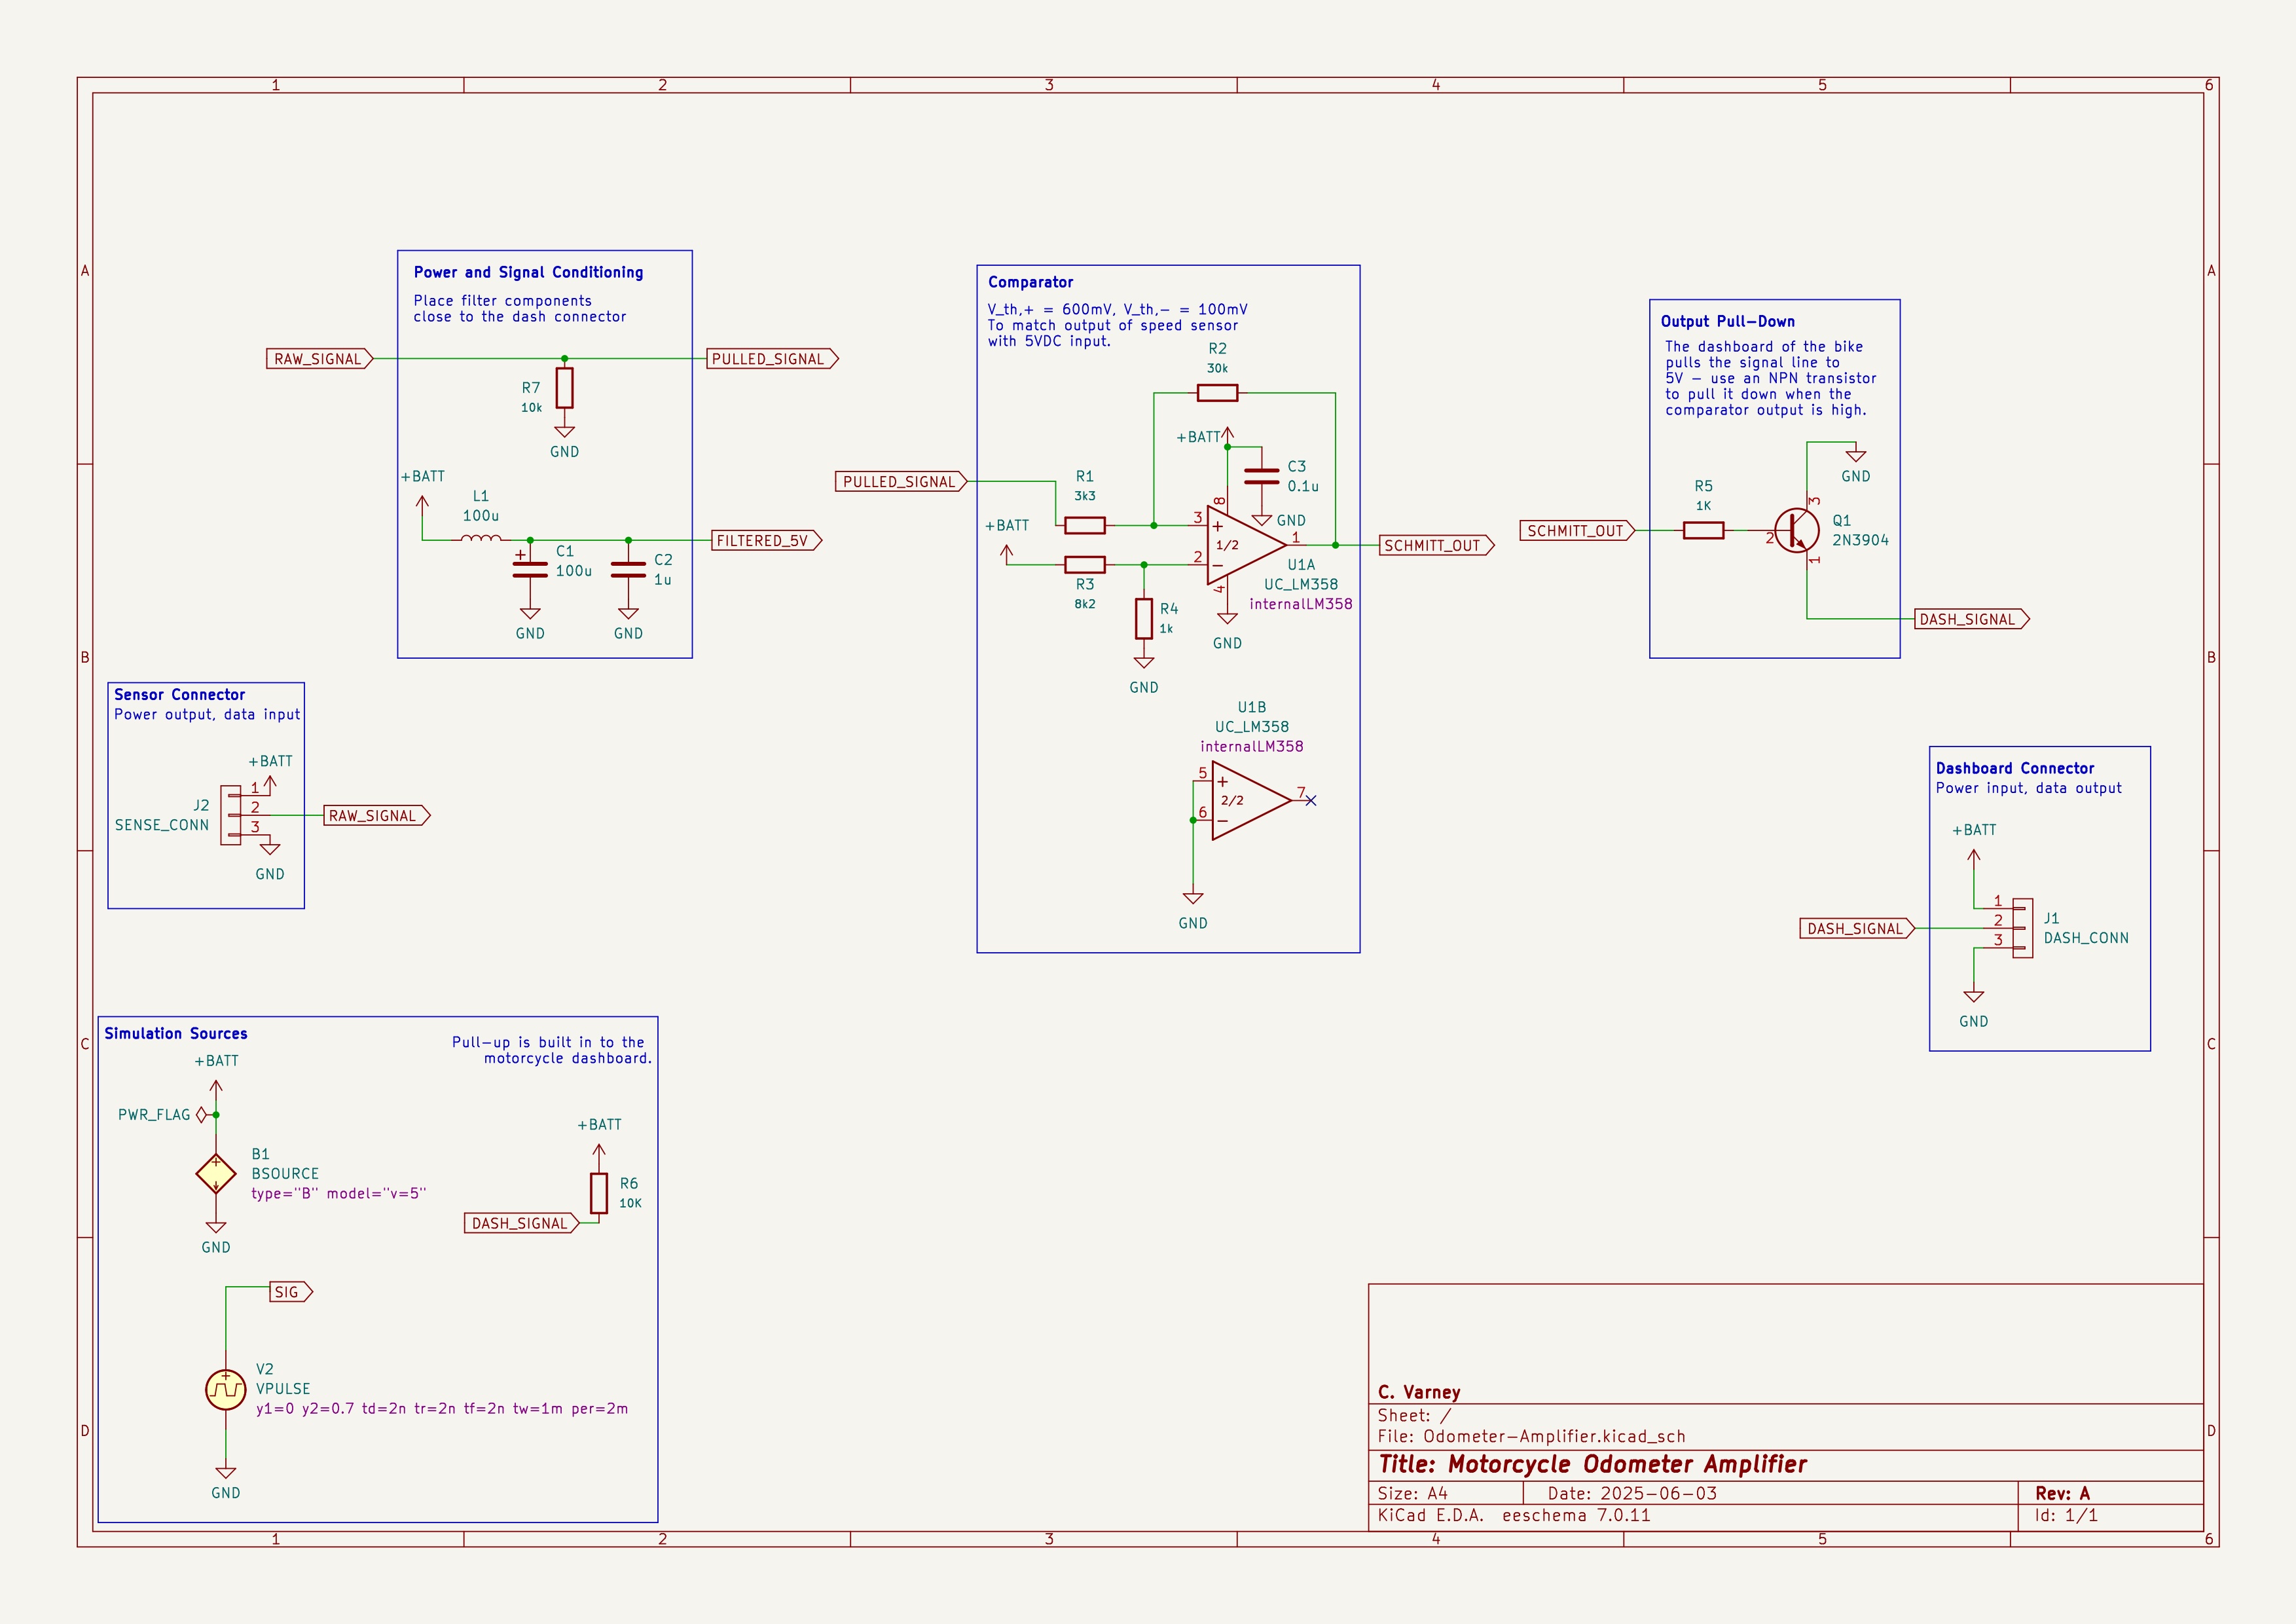 1 2 3 4 5 6
A
A
Power and Signal Conditioning
Place filter components
close to the dash connector
RAW_SIGNAL
PULLED_SIGNAL
R7
10k
GND
+BATT
L1
100u
FILTERED_5V
+
C1
100u
C2
1u
GND
GND
Comparator
V_th,+ = 600mV, V_th,- = 100mV
To match output of speed sensor
with 5VDC input.
R2
30k
+BATT
C3
0.1u
GND
PULLED_SIGNAL
R1
3k3
+BATT
R3
8k2
R4
1k
GND
8
3
+
1/2
1
2
-
4
GND
U1A
UC_LM358
internalLM358
SCHMITT_OUT
U1B
UC_LM358
internalLM358
5
+
2/2
7
6
-
GND
Output Pull-Down
The dashboard of the bike
pulls the signal line to
5V - use an NPN transistor
to pull it down when the
comparator output is high.
GND
SCHMITT_OUT
R5
1K
3
2
1
Q1
2N3904
DASH_SIGNAL
B
B
Sensor Connector
Power output, data input
+BATT
J2
SENSE_CONN
1
2
3
RAW_SIGNAL
GND
Dashboard Connector
Power input, data output
+BATT
DASH_SIGNAL
1
2
3
J1
DASH_CONN
GND
C
C
Simulation Sources
Pull-up is built in to the
motorcycle dashboard.
+BATT
PWR_FLAG
+
B1
BSOURCE
type="B" model="v=5"
GND
+BATT
R6
10K
DASH_SIGNAL
SIG
+
V2
VPULSE
y1=0 y2=0.7 td=2n tr=2n tf=2n tw=1m per=2m
GND
D
D
C. Varney
Sheet: /
File: Odometer-Amplifier.kicad_sch
Title: Motorcycle Odometer Amplifier
Size: A4 Date: 2025-06-03 Rev: A
KiCad E.D.A. eeschema 7.0.11 Id: 1/1
1 2 3 4 5 6